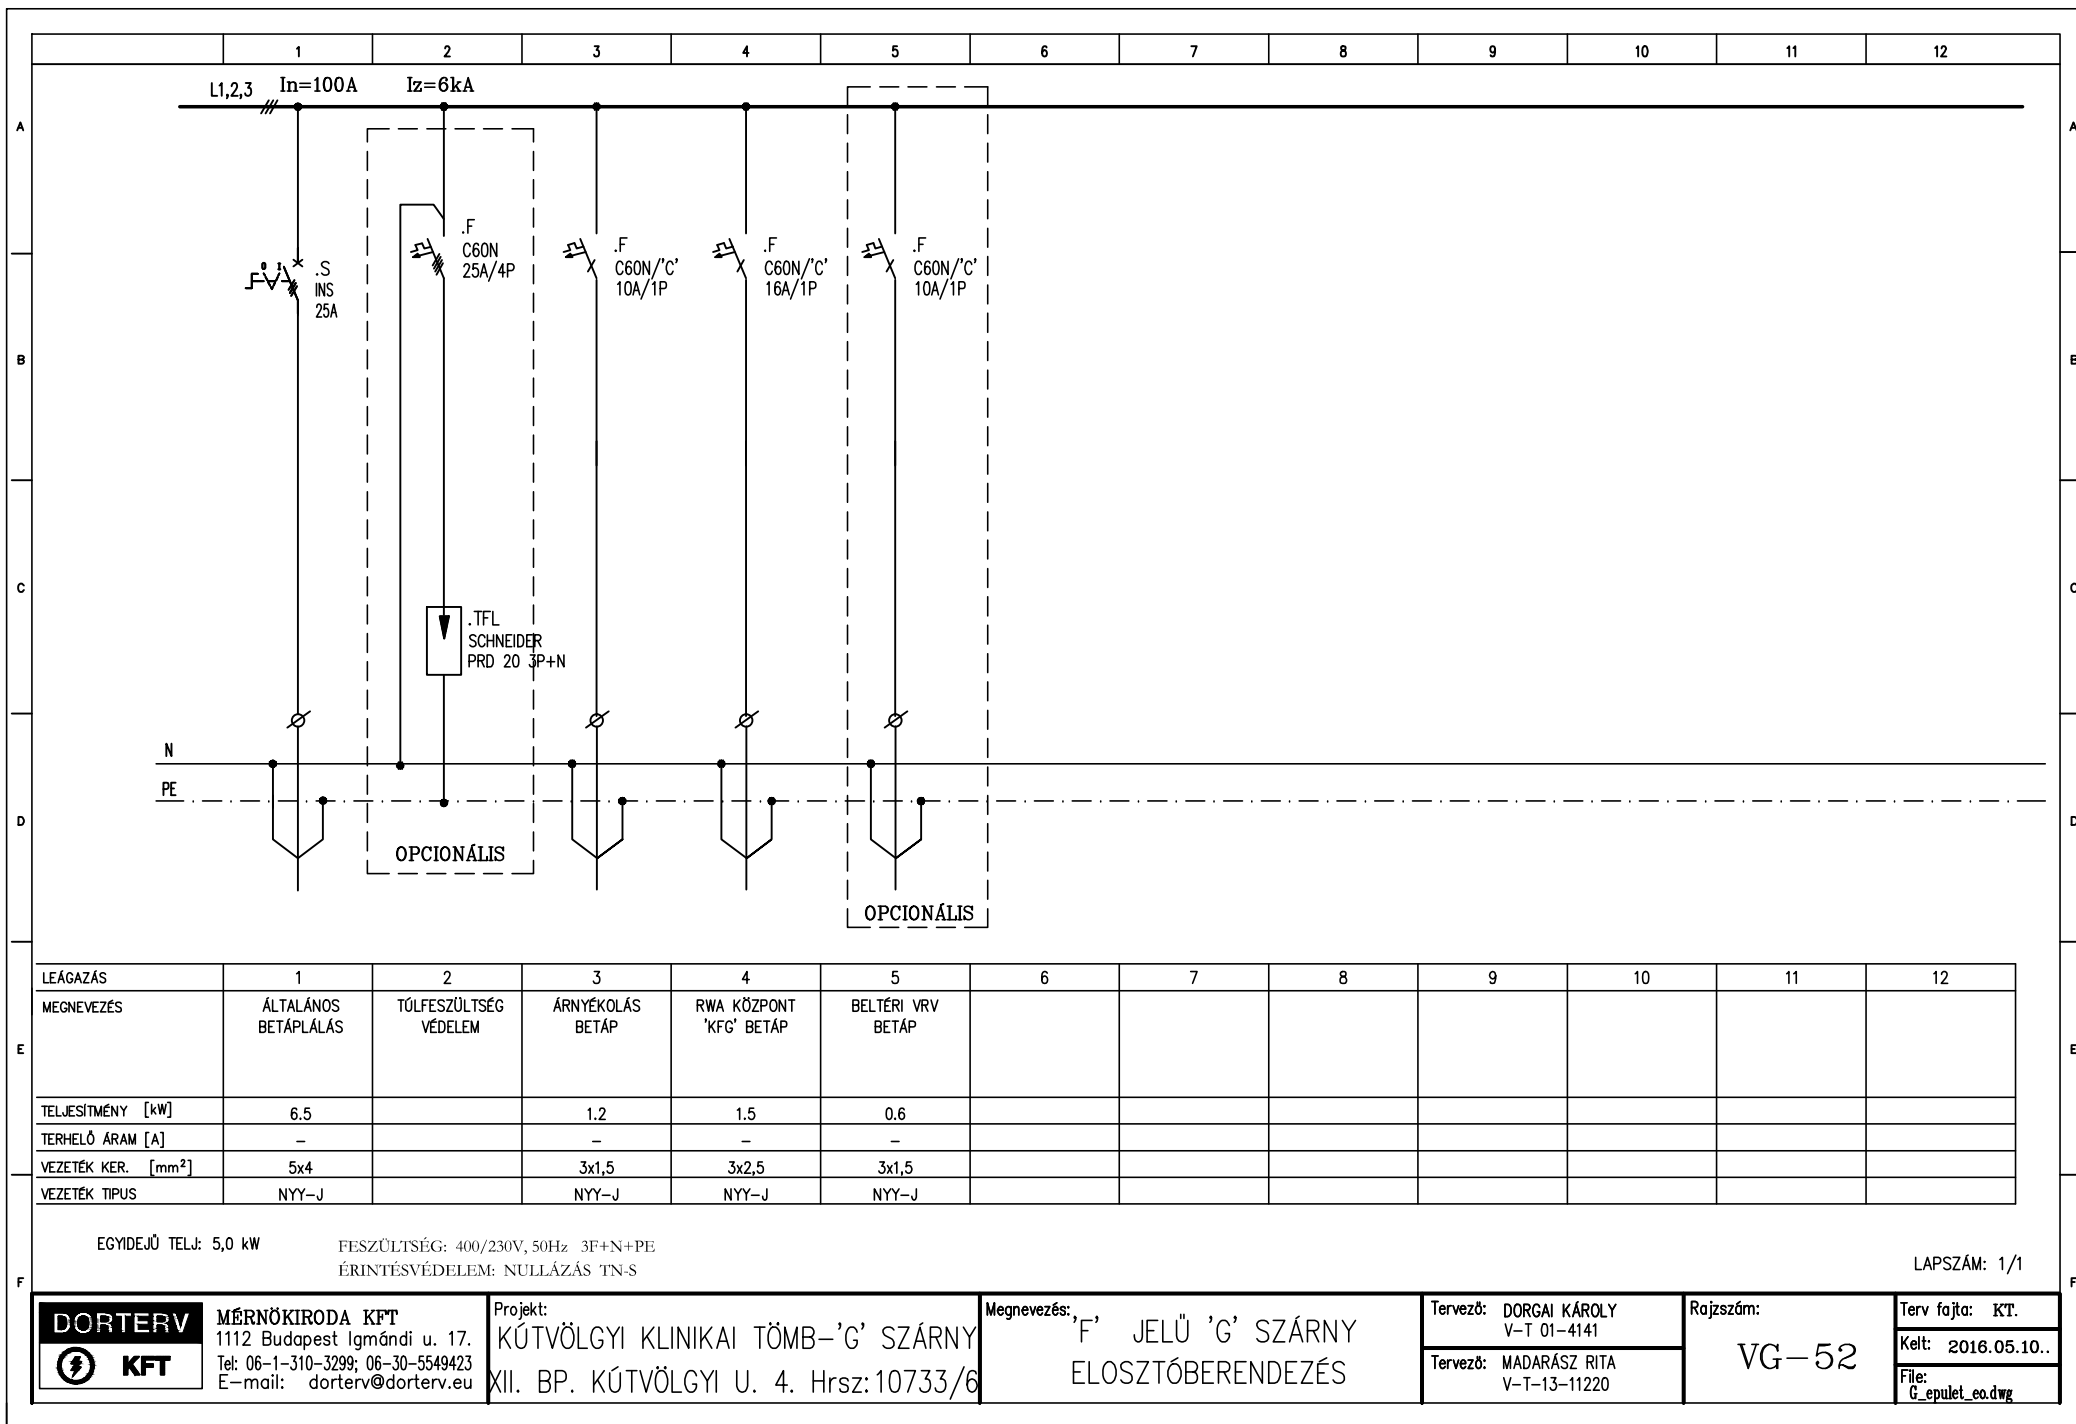 1 2 3 4 5 6 7 8 9 10 11 12
L1,2,3 In=100A Iz=6kA
A A
.F
C60N
25A/4P
.F
C60N/'C'
10A/1P
.F
C60N/'C'
16A/1P
.F
C60N/'C'
10A/1P
0 I
.S
INS
25A
B B
C C
.TFL
SCHNEIDER
PRD 20 3P+N
N
PE
D D
OPCIONÁLIS
OPCIONÁLIS
LEÁGAZÁS 1 2 3 4 5 6 7 8 9 10 11 12
MEGNEVEZÉS ÁLTALÁNOS TÚLFESZÜLTSÉG ÁRNYÉKOLÁS RWA KÖZPONT BELTÉRI VRV
BETÁPLÁLÁS VÉDELEM BETÁP 'KFG' BETÁP BETÁP
E E
TELJESÍTMÉNY [kW] 6.5 1.2 1.5 0.6
TERHELŐ ÁRAM [A] – – – –
VEZETÉK KER. [mm²] 5x4 3x1,5 3x2,5 3x1,5
VEZETÉK TIPUS NYY–J NYY–J NYY–J NYY–J
EGYIDEJŰ TELJ: 5,0 kW FESZÜLTSÉG: 400/230V, 50Hz 3F+N+PE
ÉRINTÉSVÉDELEM: NULLÁZÁS TN-S
LAPSZÁM: 1/1
F F
DORTERV
KFT
MÉRNÖKIRODA KFT
1112 Budapest Igmándi u. 17.
Tel: 06–1–310–3299; 06–30–5549423
E–mail: dorterv@dorterv.eu
Projekt:
KÚTVÖLGYI KLINIKAI TÖMB–'G' SZÁRNY
XII. BP. KÚTVÖLGYI U. 4. Hrsz:10733/6
Megnevezés:
'F' JELŰ 'G' SZÁRNY
ELOSZTÓBERENDEZÉS
Tervező: DORGAI KÁROLY
V–T 01–4141
Tervező: MADARÁSZ RITA
V–T–13–11220
Rajzszám:
VG–52
Terv fajta: KT.
Kelt: 2016.05.10..
File:
G_epulet_eo.dwg